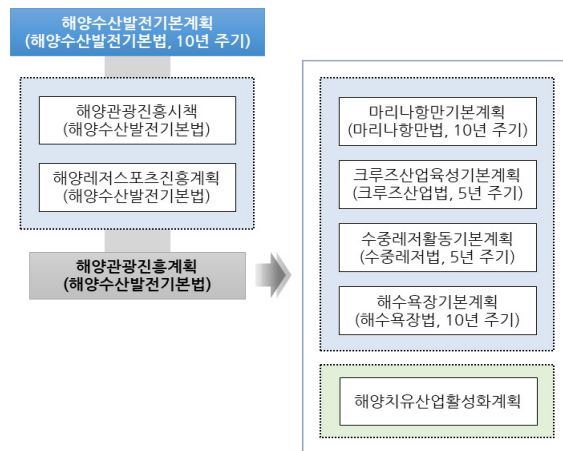 해양수산발전기본계획
(해양수산발전기본법, 10년 주기)
해양관광진흥시책
(해양수산발전기본법)
해양레저스포츠진흥계획
(해양수산발전기본법)
해양관광진흥계획
(해양수산발전기본법)
마리나항만기본계획
(마리나항만법, 10년 주기)
크루즈산업육성기본계획
(크루즈산업법, 5년 주기)
수중레저활동기본계획
(수중레저법, 5년 주기)
해수욕장기본계획
(해수욕장법, 10년 주기)
해양치유산업활성화계획